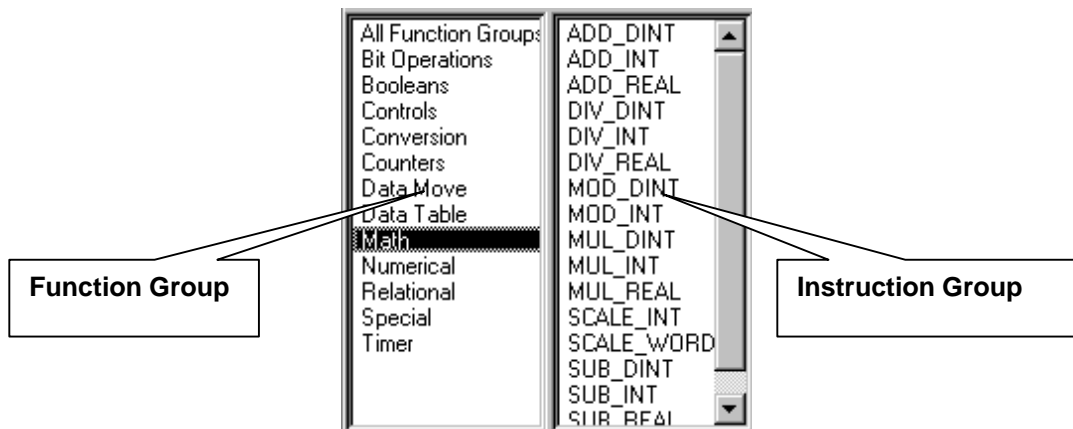 All Function Groups
Bit Operations
Booleans
Controls
Conversion
Counters
Data Move
Data Table
Math
Numerical
Relational
Special
Timer
ADD_DINT
ADD_INT
ADD_REAL
DIV_DINT
DIV_INT
DIV_REAL
MOD_DINT
MOD_INT
MUL_DINT
MUL_INT
MUL_REAL
SCALE_INT
SCALE_WORD
SUB_DINT
SUB_INT
SUB_REAL
Function Group
Instruction Group